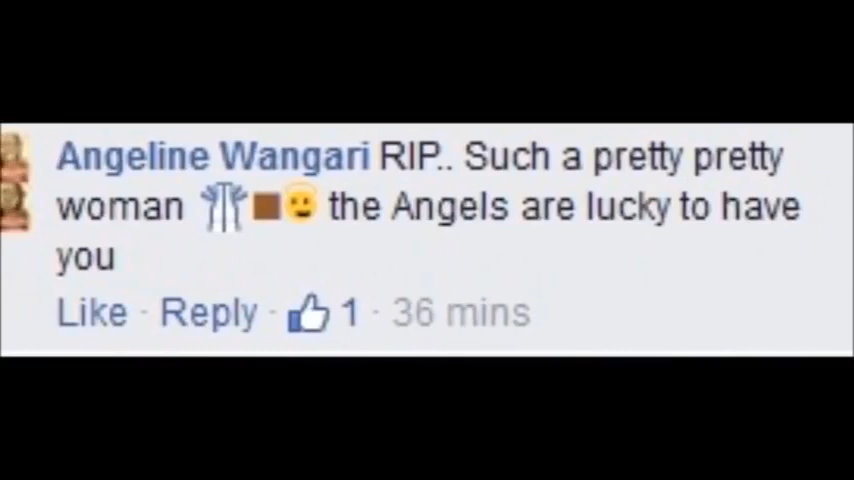 Angeline Wangari RIP.. Such a pretty pretty
woman the Angels are lucky to have
you
Like · Reply · 1 · 36 mins